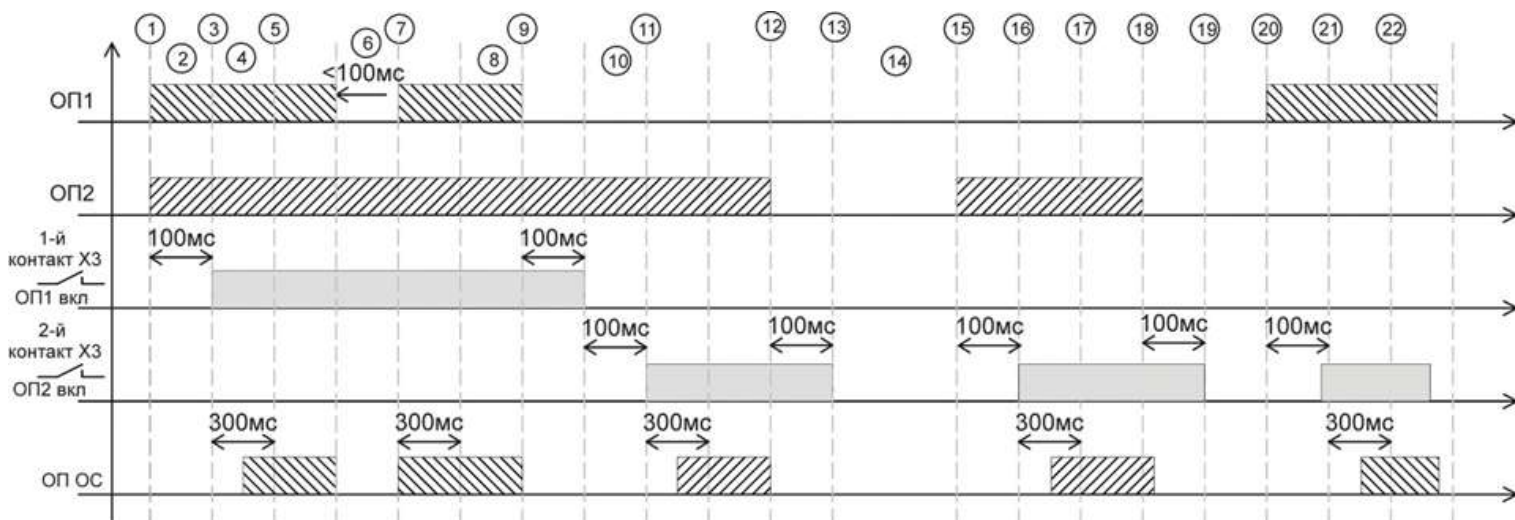 1 3 5 7 9 11 12 13 15 16 17 18 19 20 21 22
2 4 6 8 10 14
<100мс
ОП1
ОП2
1-й
контакт X3
ОП1 вкл
100мс 100мс
2-й
контакт X3
ОП2 вкл
100мс 100мс 100мс 100мс 100мс
300мс 300мс 300мс 300мс 300мс
ОП ОС